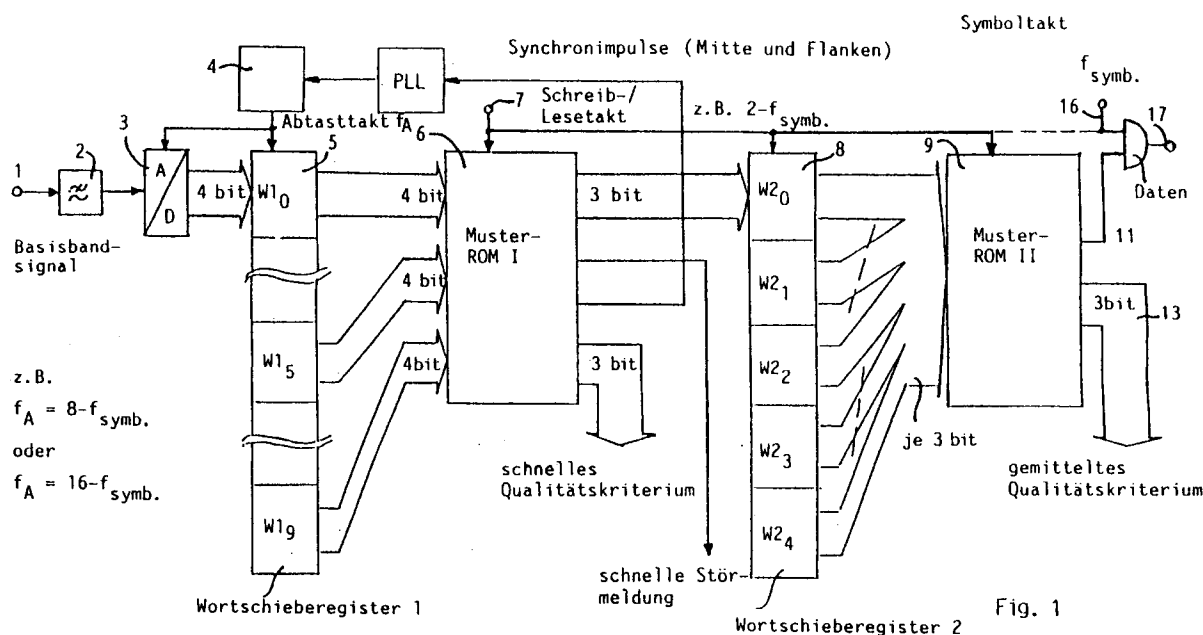 Symboltakt
Synchronimpulse (Mitte und Flanken)
4
PLL
f symb.
7
Schreib-/
Lesetakt
z.B. 2-f symb.
16
17
Abtasttakt f A
3
5
6
8
9
1
2
A
D
4 bit
W1 0
4 bit
3 bit
W2 0
Daten
Basisband-
signal
Muster-
ROM I
Muster-
ROM II
11
4 bit
W2 1
3bit
13
W1 5
4bit
3 bit
W2 2
z.B.
f A = 8-f symb.
oder
f A = 16-f symb.
je 3 bit
W2 3
schnelles
Qualitätskriterium
gemitteltes
Qualitätskriterium
W1 9
W2 4
schnelle Stör-
meldung
Wortschieberegister 1
Wortschieberegister 2
Fig. 1